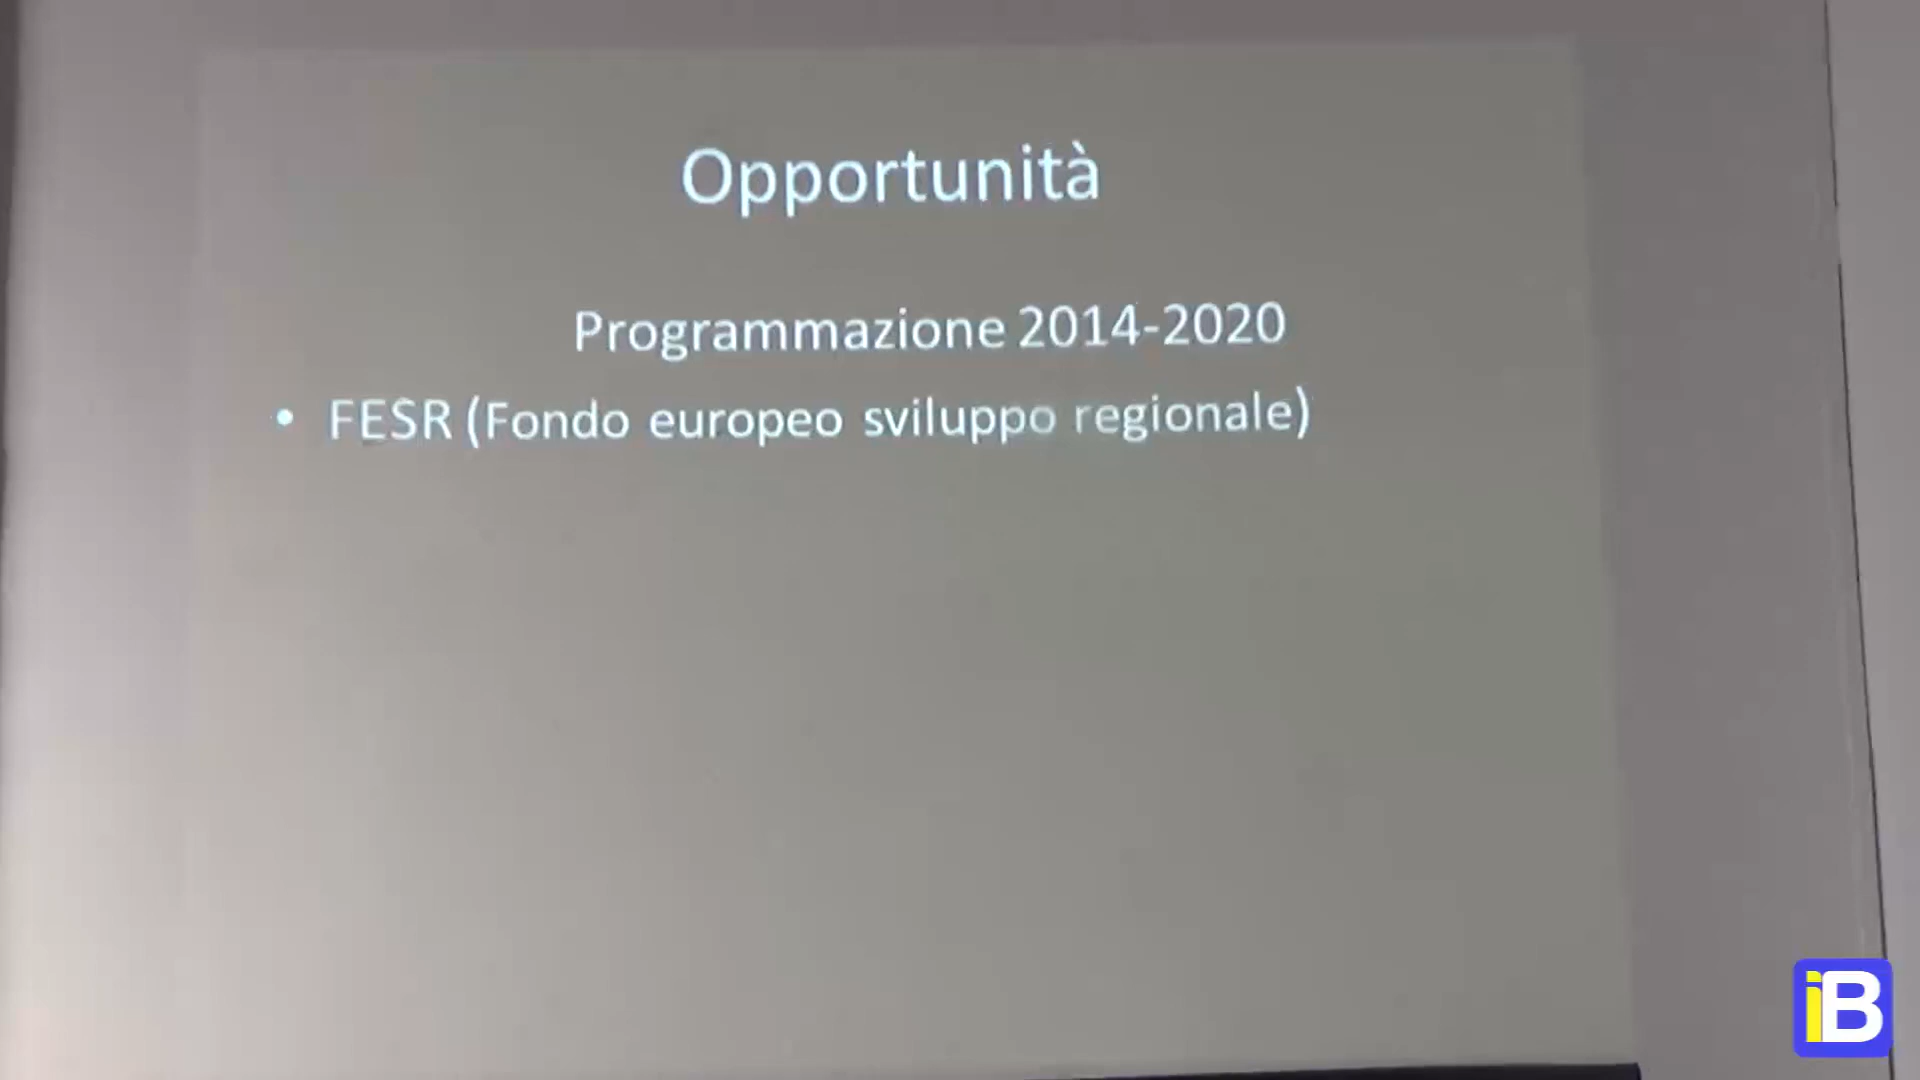 Opportunità
Programmazione 2014-2020
• FESR (Fondo europeo sviluppo regionale)
iB